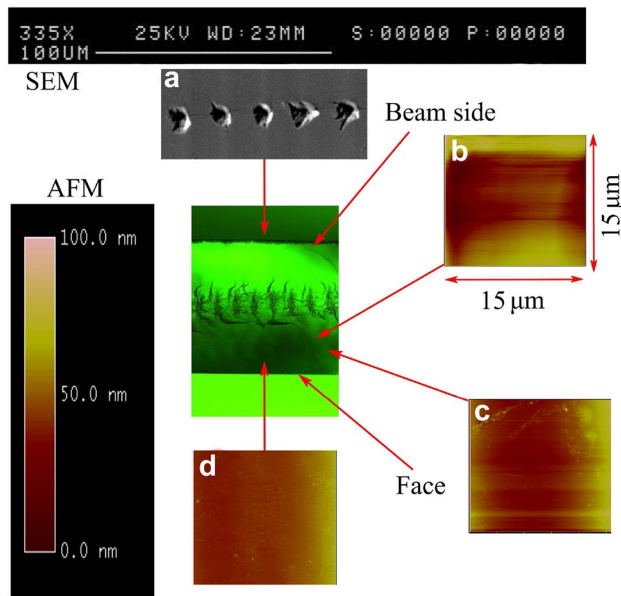 335X 25KV WD:23MM S:00000 P:00000
100UM
SEM
a
Beam side
b
AFM
100.0 nm
15 µm
50.0 nm
15 µm
c
d
Face
0.0 nm